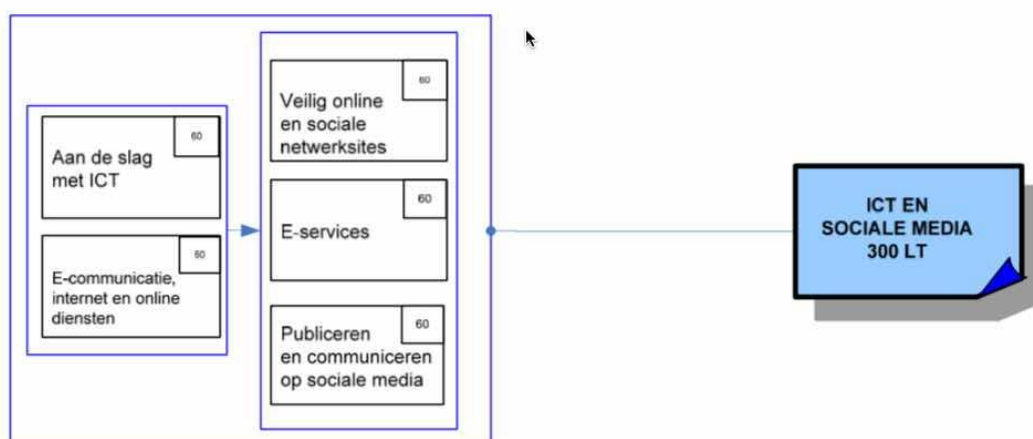 60
Aan de slag
met ICT
60
E-communicatie,
internet en online
diensten
60
Veilig online
en sociale
netwerksites
60
E-services
60
Publiceren
en communiceren
op sociale media
ICT EN
SOCIALE MEDIA
300 LT